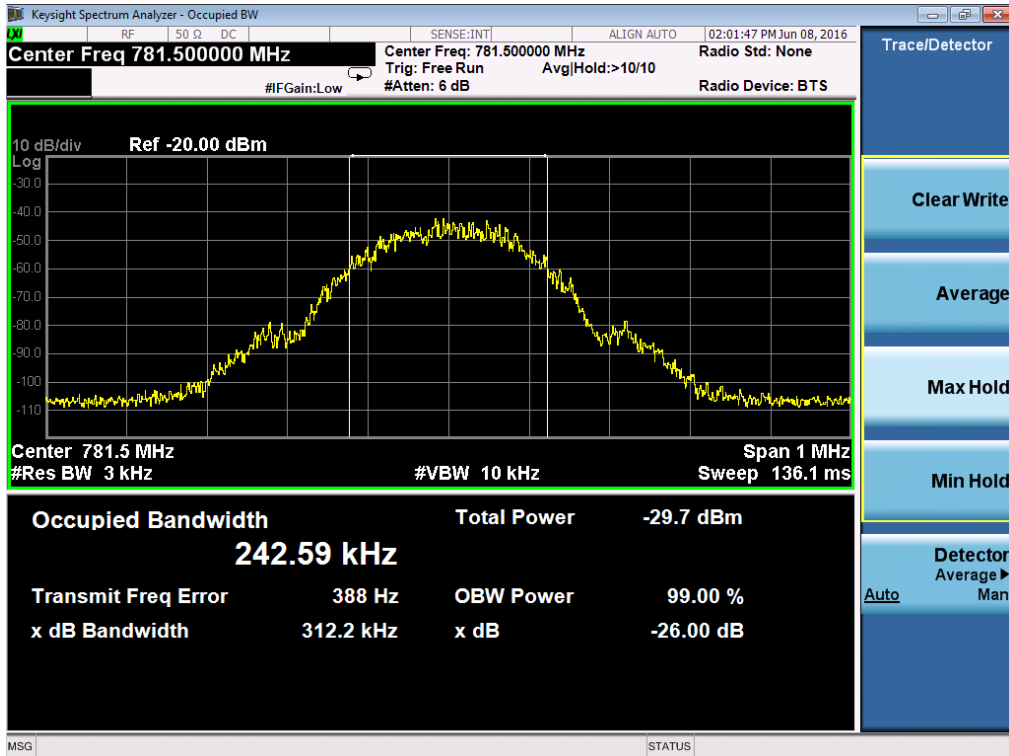 Keysight Spectrum Analyzer - Occupied BW
LXI RF 50 Ω DC SENSE:INT ALIGN AUTO 02:01:47 PM Jun 08, 2016
Center Freq 781.500000 MHz Center Freq: 781.500000 MHz Radio Std: None
Trig: Free Run Avg|Hold:>10/10
#IFGain:Low #Atten: 6 dB Radio Device: BTS
10 dB/div Ref -20.00 dBm
Log
-30.0
-40.0
-50.0
-60.0
-70.0
-80.0
-90.0
-100
-110
Center 781.5 MHz Span 1 MHz
#Res BW 3 kHz #VBW 10 kHz Sweep 136.1 ms
Occupied Bandwidth Total Power -29.7 dBm
242.59 kHz
Transmit Freq Error 388 Hz OBW Power 99.00 %
x dB Bandwidth 312.2 kHz x dB -26.00 dB
MSG STATUS
Trace/Detector
Clear Write
Average
Max Hold
Min Hold
Detector
Average
Auto Man